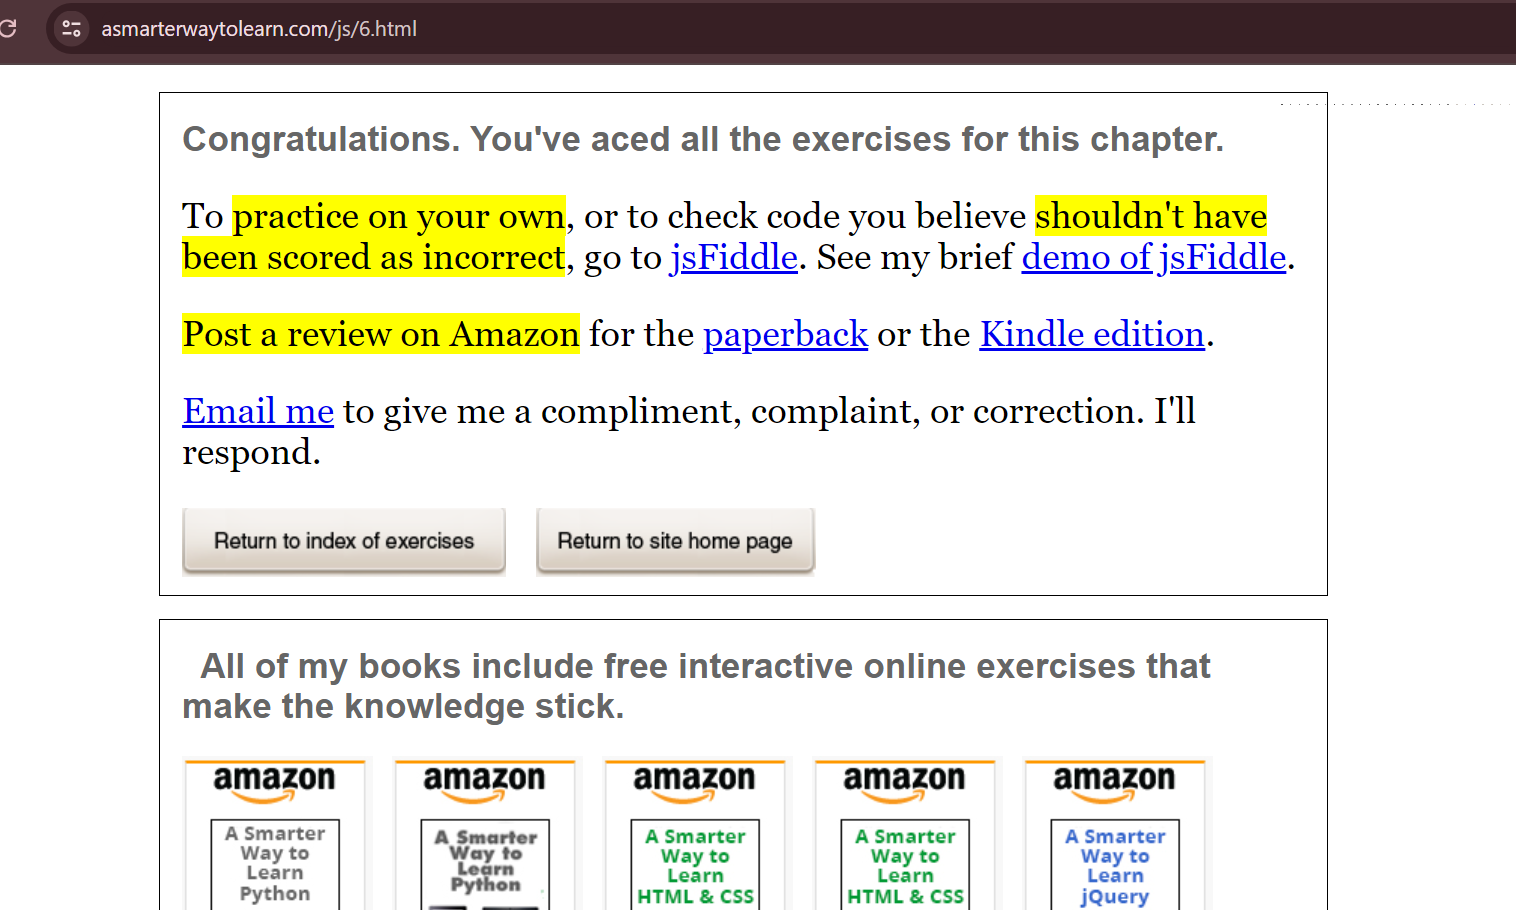 asmarterwaytolearn.com/js/6.html
Congratulations. You've aced all the exercises for this chapter.
To practice on your own, or to check code you believe shouldn't have
been scored as incorrect, go to jsFiddle. See my brief demo of jsFiddle.
Post a review on Amazon for the paperback or the Kindle edition.
Email me to give me a compliment, complaint, or correction. I'll
respond.
Return to index of exercises
Return to site home page
All of my books include free interactive online exercises that
make the knowledge stick.
amazon
A Smarter
Way to
Learn
Python
amazon
A Smarter
Way to
Learn
Python
amazon
A Smarter
Way to
Learn
HTML & CSS
amazon
A Smarter
Way to
Learn
HTML & CSS
amazon
A Smarter
Way to
Learn
jQuery